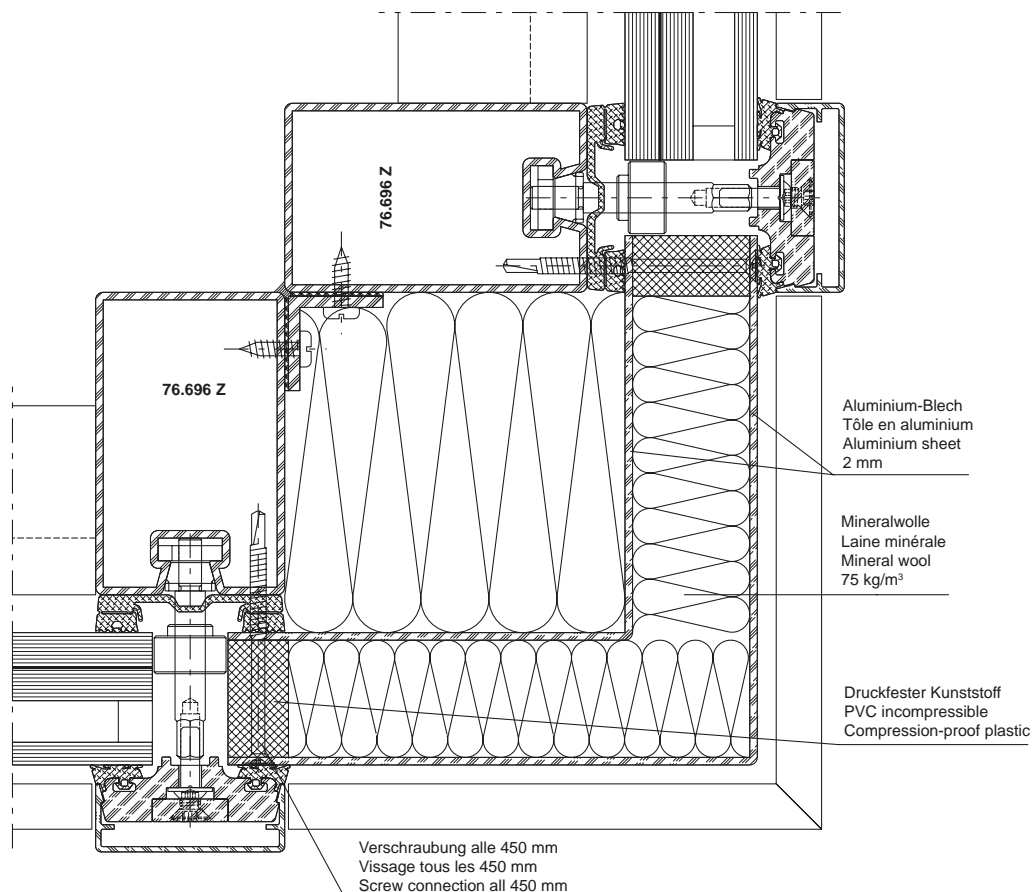 76.696 Z
76.696 Z
Aluminium-Blech
Tôle en aluminium
Aluminium sheet
2 mm
Mineralwolle
Laine minérale
Mineral wool
75 kg/m³
Druckfester Kunststoff
PVC incompressible
Compression-proof plastic
Verschraubung alle 450 mm
Vissage tous les 450 mm
Screw connection all 450 mm